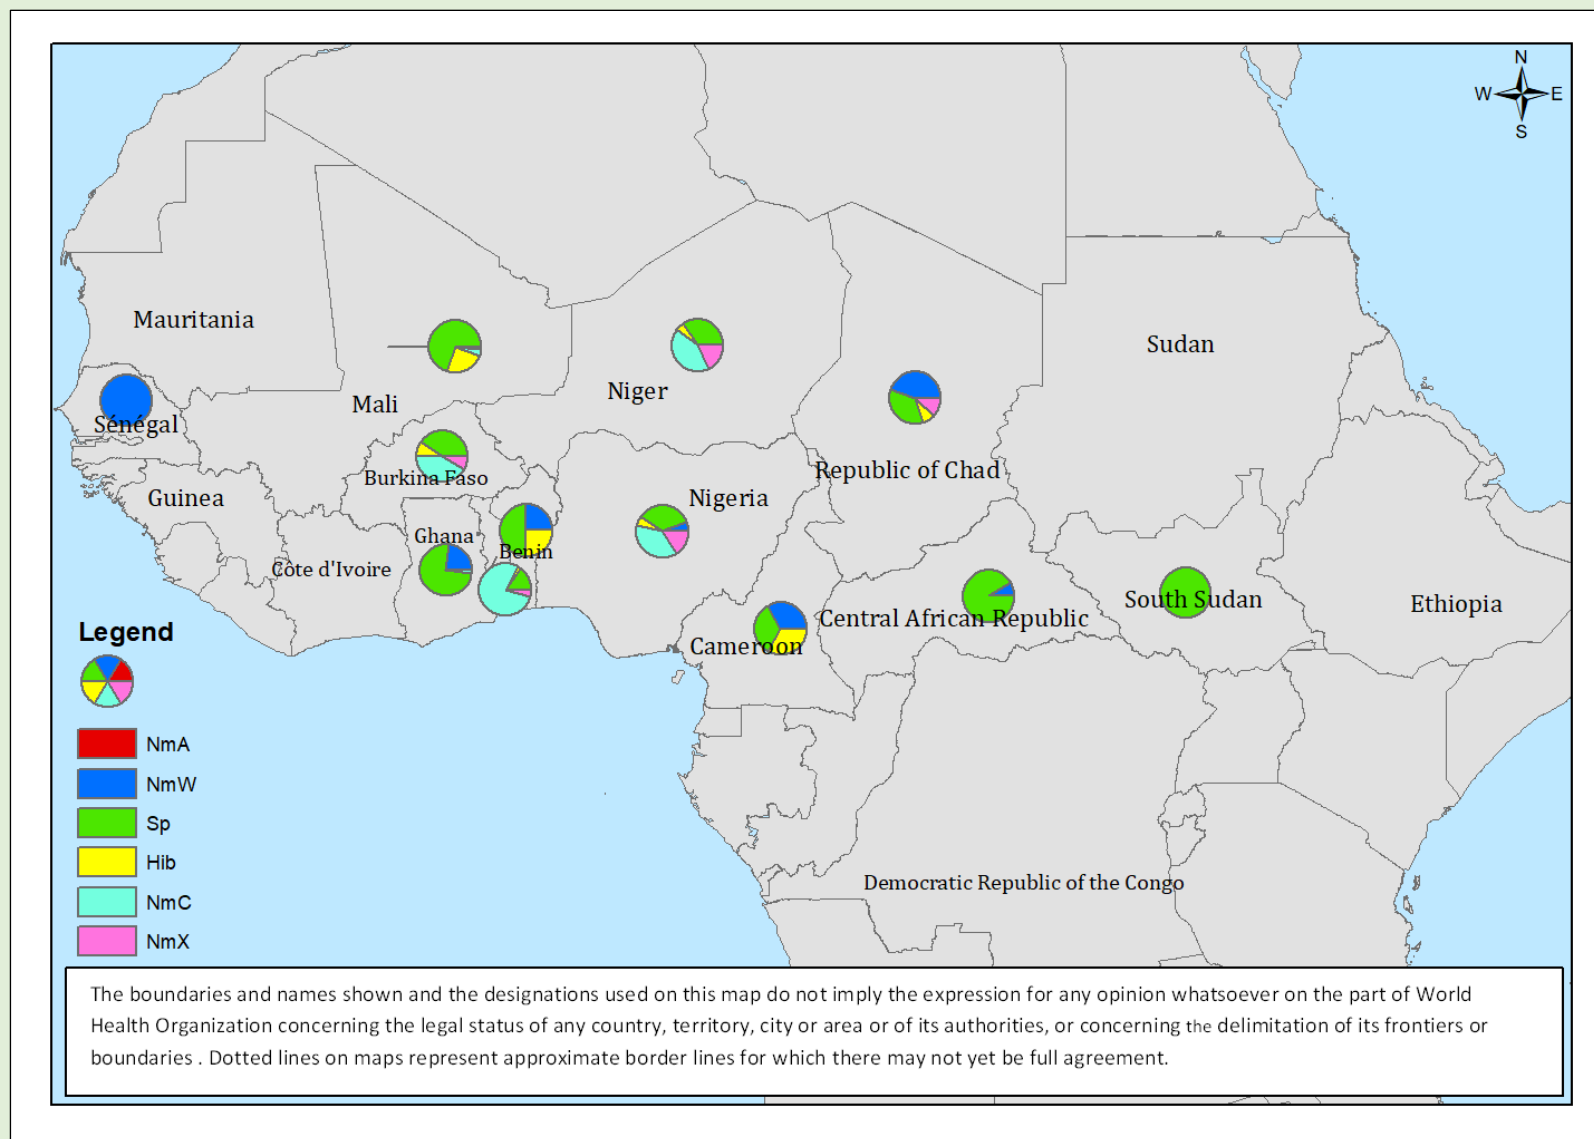 N
W E
S
Mauritania
Sudan
Niger
Mali
Sénégal
Republic of Chad
Burkina Faso
Guinea
Nigeria
Ghana
Benin
Côte d'Ivoire
South Sudan
Ethiopia
Central African Republic
Cameroon
Legend
NmA
NmW
Sp
Hib
Democratic Republic of the Congo
NmC
NmX
The boundaries and names shown and the designations used on this map do not imply the expression for any opinion whatsoever on the part of World
Health Organization concerning the legal status of any country, territory, city or area or of its authorities, or concerning the delimitation of its frontiers or
boundaries . Dotted lines on maps represent approximate border lines for which there may not yet be full agreement.